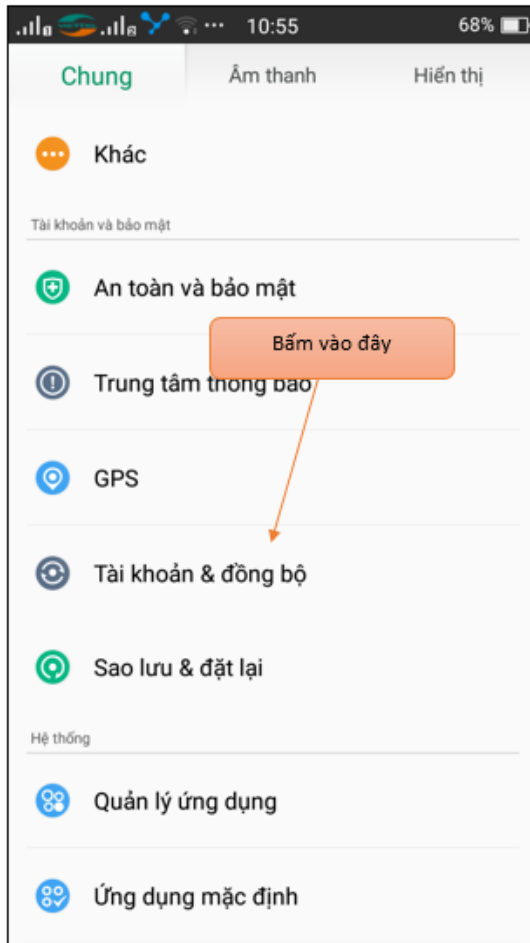 10:55 68%
Chung Âm thanh Hiển thị
Khác
Tài khoản và bảo mật
An toàn và bảo mật
Bấm vào đây
Trung tâm thông báo
GPS
Tài khoản & đồng bộ
Sao lưu & đặt lại
Hệ thống
Quản lý ứng dụng
Ứng dụng mặc định